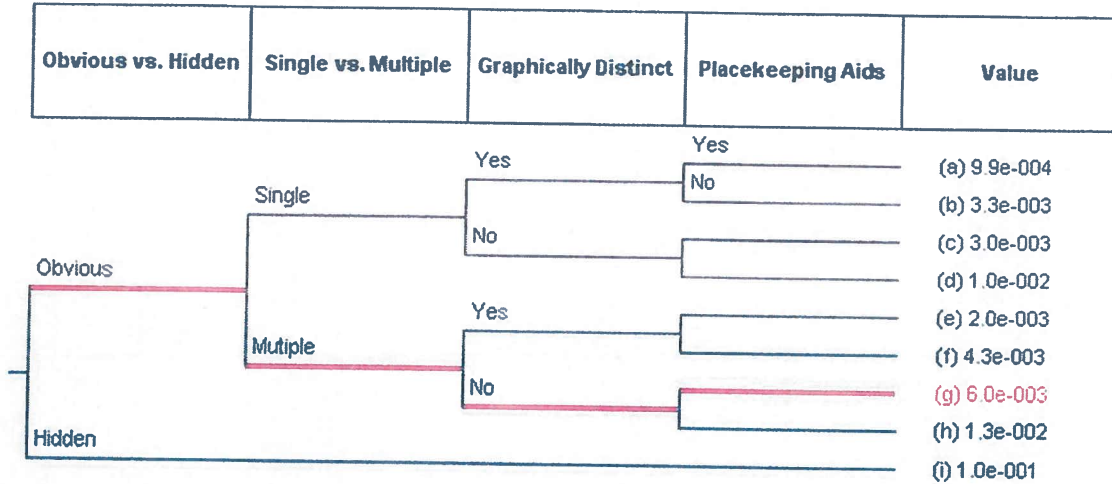 Obvious vs. Hidden Single vs. Multiple Graphically Distinct Placekeeping Aids Value
Yes
Yes
(a) 9.9e-004
Single
No
(b) 3.3e-003
No
(c) 3.0e-003
Obvious
(d) 1.0e-002
Yes
(e) 2.0e-003
Mutiple
(f) 4.3e-003
No
(g) 6.0e-003
Hidden
(h) 1.3e-002
(i) 1.0e-001